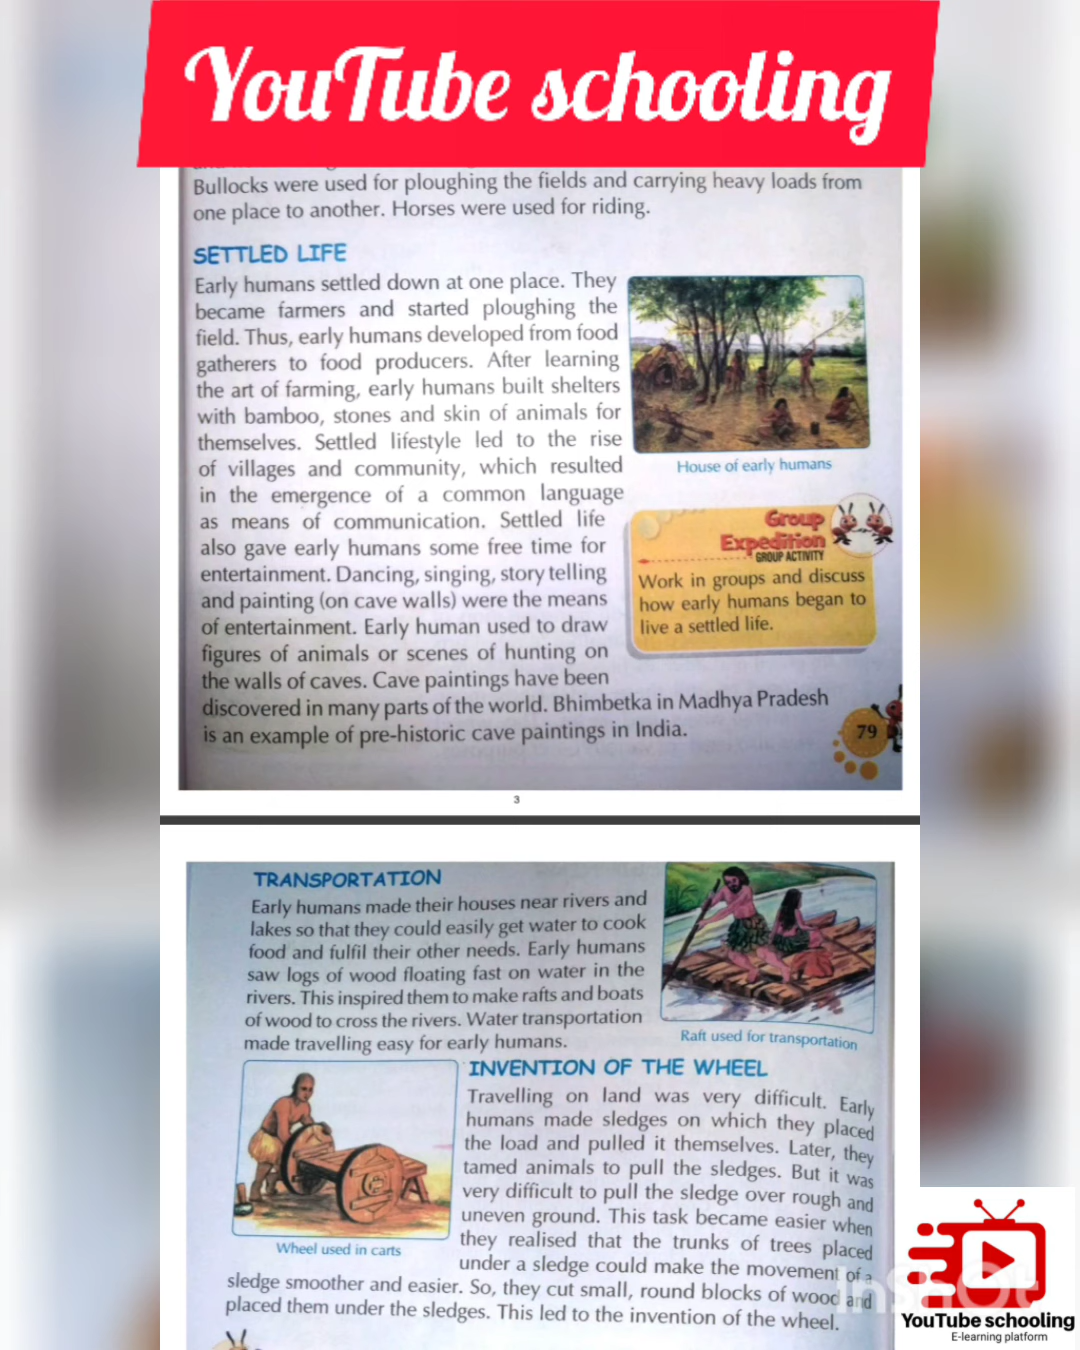 YouTube schooling
Bullocks were used for ploughing the fields and carrying heavy loads from
one place to another. Horses were used for riding.
SETTLED LIFE
Early humans settled down at one place. They
became farmers and started ploughing the
field. Thus, early humans developed from food
gatherers to food producers. After learning
the art of farming, early humans built shelters
with bamboo, stones and skin of animals for
themselves. Settled lifestyle led to the rise
of villages and community, which resulted
in the emergence of a common language
as means of communication. Settled life
also gave early humans some free time for
entertainment. Dancing, singing, story telling
and painting (on cave walls) were the means
of entertainment. Early human used to draw
figures of animals or scenes of hunting on
the walls of caves. Cave paintings have been
discovered in many parts of the world. Bhimbetka in Madhya Pradesh
is an example of pre-historic cave paintings in India.
House of early humans
Group
Expedition
GROUP ACTIVITY
Work in groups and discuss
how early humans began to
live a settled life.
79
3
TRANSPORTATION
Early humans made their houses near rivers and
lakes so that they could easily get water to cook
food and fulfil their other needs. Early humans
saw logs of wood floating fast on water in the
rivers. This inspired them to make rafts and boats
of wood to cross the rivers. Water transportation
made travelling easy for early humans.
Raft used for transportation
INVENTION OF THE WHEEL
Travelling on land was very difficult. Early
humans made sledges on which they placed
the load and pulled it themselves. Later, they
tamed animals to pull the sledges. But it was
very difficult to pull the sledge over rough and
uneven ground. This task became easier when
they realised that the trunks of trees placed
under a sledge could make the movement of a
sledge smoother and easier. So, they cut small, round blocks of wood and
placed them under the sledges. This led to the invention of the wheel.
Wheel used in carts
InShOt
YouTube schooling
E-learning platform